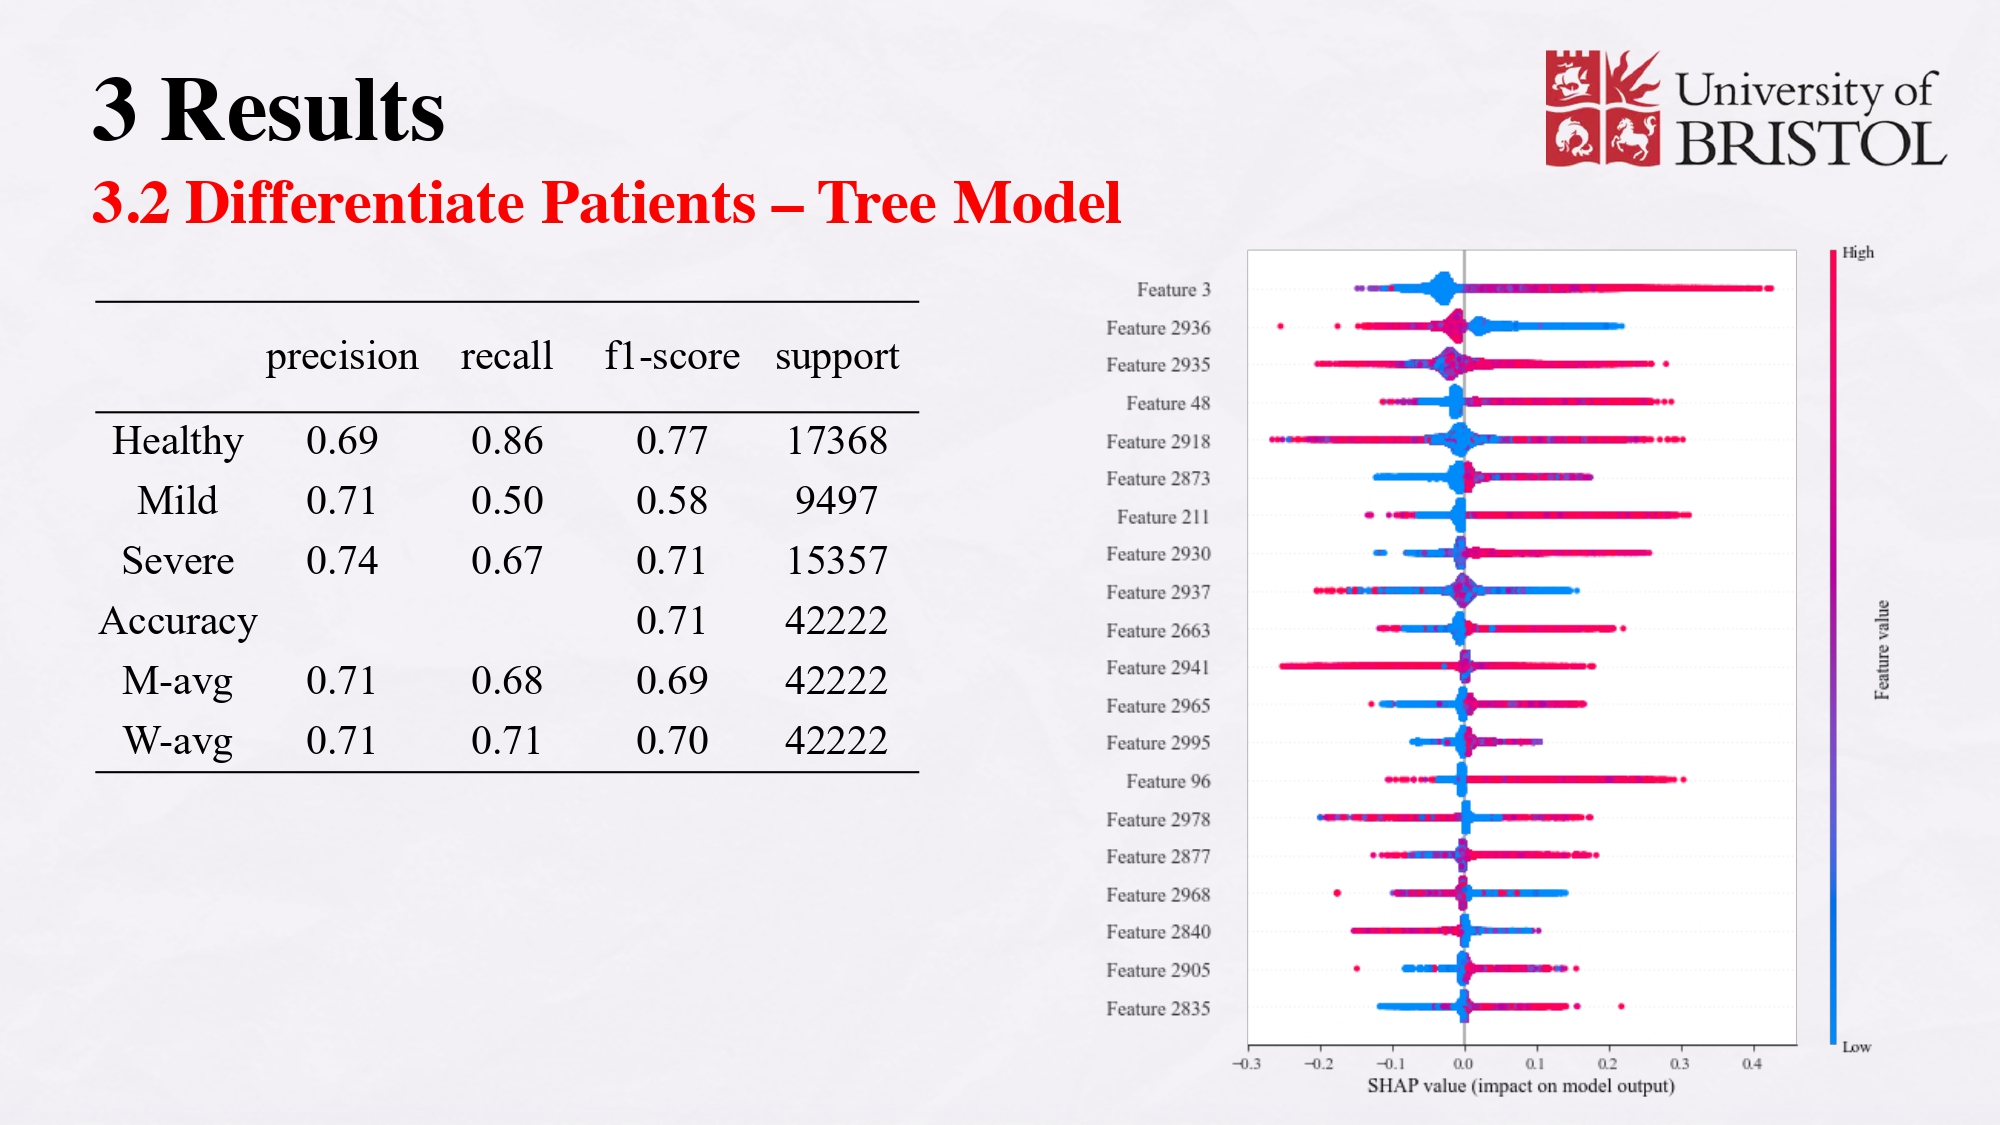 3 Results
University of
BRISTOL
3.2 Differentiate Patients – Tree Model
precision recall f1-score support
Healthy 0.69 0.86 0.77 17368
Mild 0.71 0.50 0.58 9497
Severe 0.74 0.67 0.71 15357
Accuracy 0.71 42222
M-avg 0.71 0.68 0.69 42222
W-avg 0.71 0.71 0.70 42222
High
Feature 3
Feature 2936
Feature 2935
Feature 48
Feature 2918
Feature 2873
Feature 211
Feature 2930
Feature 2937
Feature 2663
Feature 2941
Feature 2965
Feature 2995
Feature 96
Feature 2978
Feature 2877
Feature 2968
Feature 2840
Feature 2905
Feature 2835
Feature value
Low
−0.3 −0.2 −0.1 0.0 0.1 0.2 0.3 0.4
SHAP value (impact on model output)